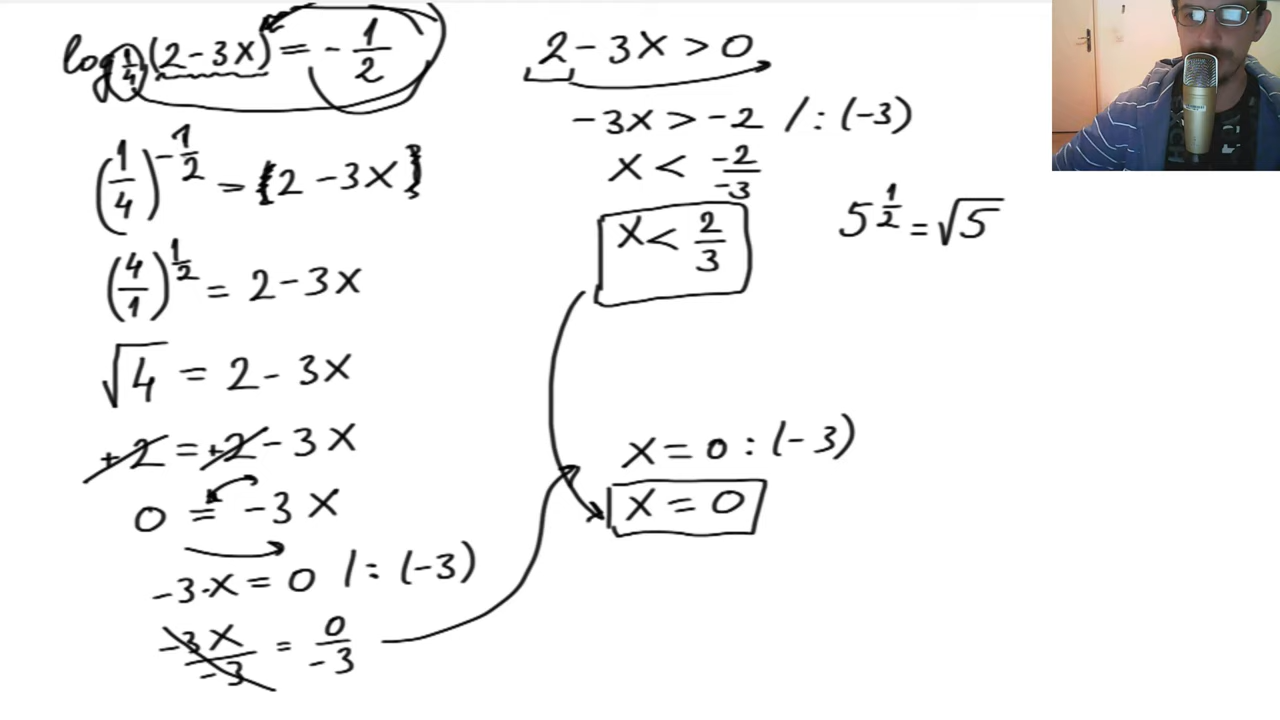 log 1/4 (2-3x) = -1/2
(1/4)^-1/2 = {2-3x}
(4/1)^1/2 = 2-3x
√4 = 2-3x
+2 = +2-3x
0 = -3x
-3·x = 0 /: (-3)
-3x/-3 = 0/-3
2-3x > 0
-3x > -2 /: (-3)
x < -2/-3
x < 2/3
5^1/2 = √5
x = 0 : (-3)
x = 0